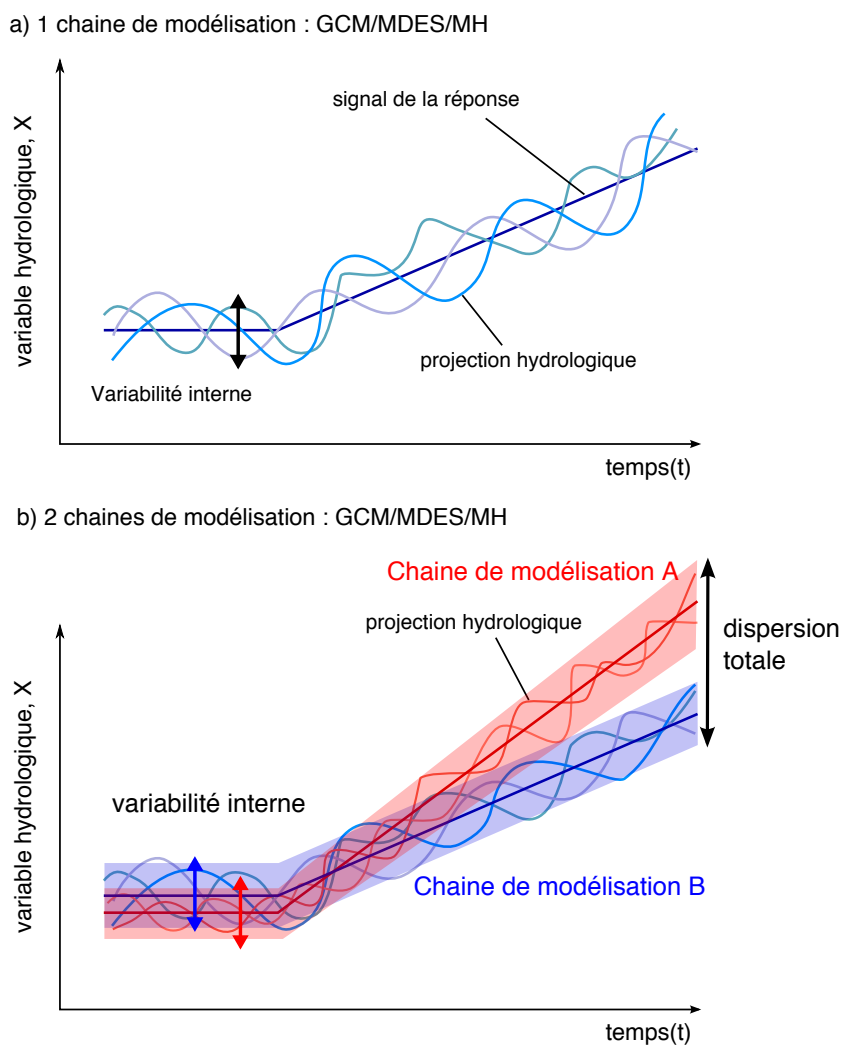 a) 1 chaine de modélisation : GCM/MDES/MH
signal de la réponse
variable hydrologique, X
projection hydrologique
Variabilité interne
temps(t)
b) 2 chaines de modélisation : GCM/MDES/MH
Chaine de modélisation A
projection hydrologique
dispersion
totale
variable hydrologique, X
variabilité interne
Chaine de modélisation B
temps(t)